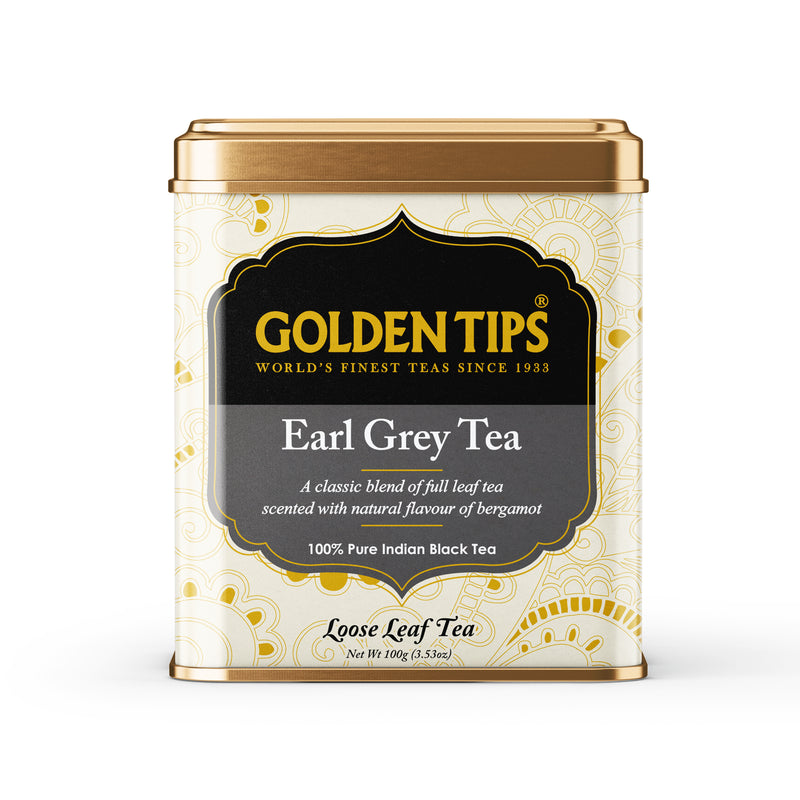 GOLDEN TIPS®
WORLD'S FINEST TEAS SINCE 1933
Earl Grey Tea
A classic blend of full leaf tea
scented with natural flavour of bergamot
100% Pure Indian Black Tea
Loose Leaf Tea
Net Wt 100g (3.53oz)